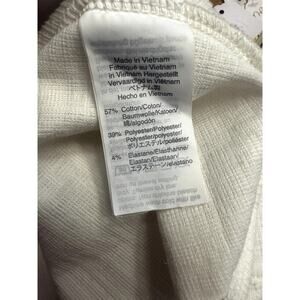 Made in Vietnam
Fabriqué au Vietnam
in Vietnam Hergestellt
Vervaardigd in Vietnam
ベトナム製
Hecho en Vietnam
57% Cotton/Coton/
Baumwolle/Katoen/
綿/algodón
39% Polyester/Polyester/
Polyester/polyester/
ポリエステル/poliéster
4% Elastane/Elasthanne/
Elastan/Elastaan/
エラステーン/elastano